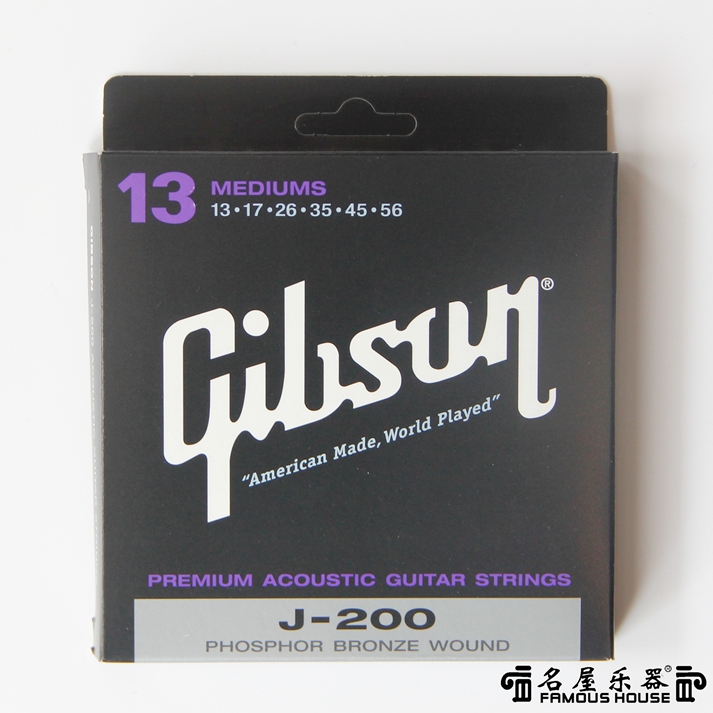 13 MEDIUMS
13•17•26•35•45•56
Gibson®
"American Made, World Played"
PREMIUM ACOUSTIC GUITAR STRINGS
J-200
PHOSPHOR BRONZE WOUND
名屋乐器®
FAMOUS HOUSE